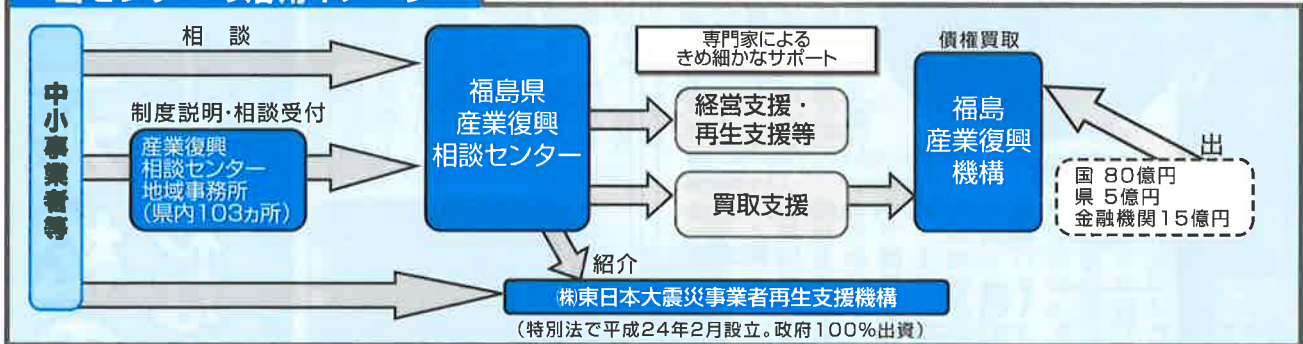 相 談
中小事業者等
制度説明・相談受付
産業復興
相談センター
地域事務所
(県内103ヵ所)
福島県
産業復興
相談センター
専門家による
きめ細かなサポート
経営支援・
再生支援等
買取支援
債権買取
福島
産業復興
機構
出
国 80億円
県 5億円
金融機関15億円
紹介
㈱東日本大震災事業者再生支援機構
(特別法で平成24年2月設立。政府100%出資)